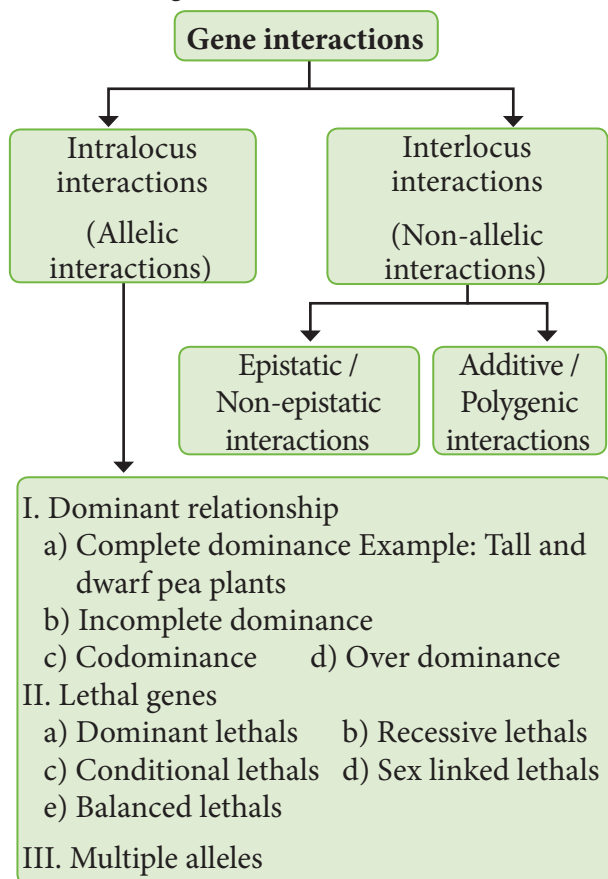 Gene interactions
Intralocus
interactions
(Allelic
interactions)
Interlocus
interactions
(Non-allelic
interactions)
Epistatic /
Non-epistatic
interactions
Additive /
Polygenic
interactions
I. Dominant relationship
a) Complete dominance Example: Tall and
dwarf pea plants
b) Incomplete dominance
c) Codominance d) Over dominance
II. Lethal genes
a) Dominant lethals b) Recessive lethals
c) Conditional lethals d) Sex linked lethals
e) Balanced lethals
III. Multiple alleles